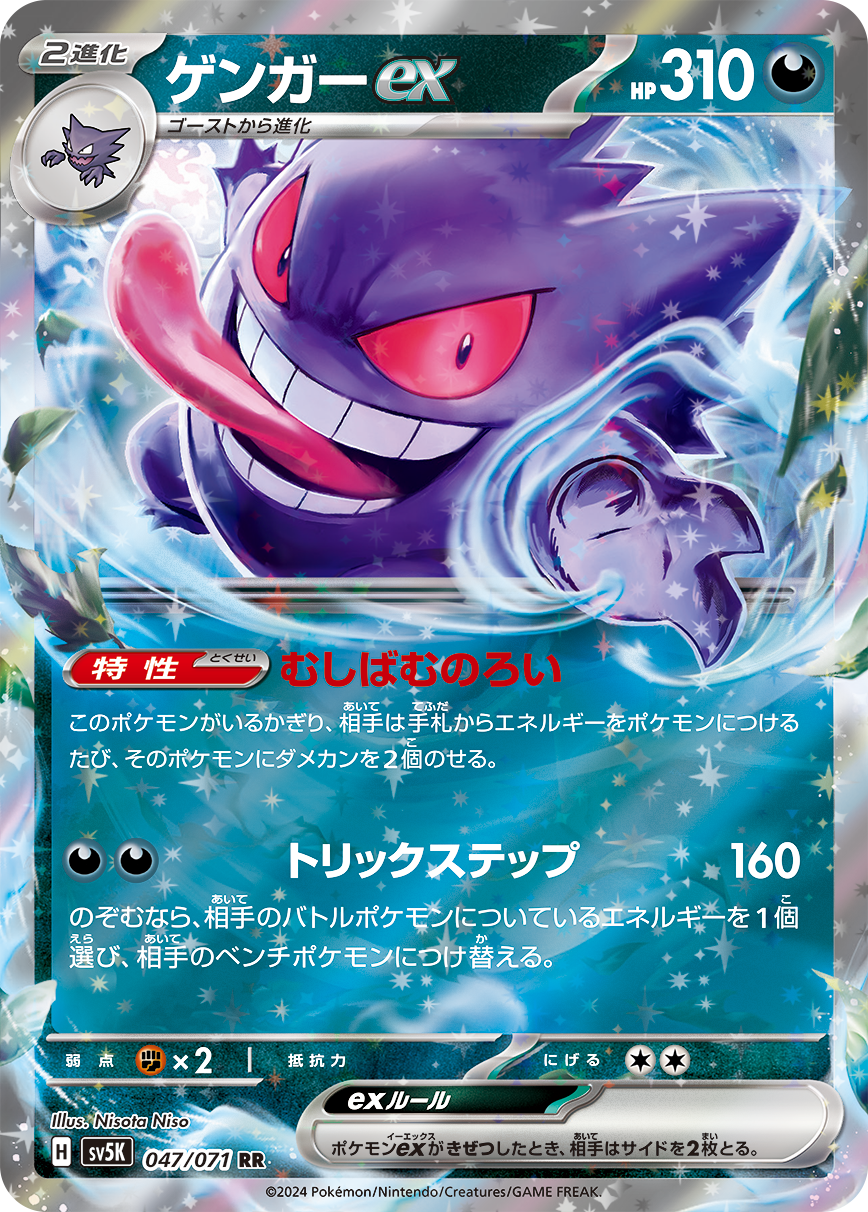 2進化
ゲンガーex
HP310
ゴーストから進化
特性
とくせい
むしばむのろい
このポケモンがいるかぎり、相手は手札からエネルギーをポケモンにつける
たび、そのポケモンにダメカンを2個のせる。
トリックステップ 160
のぞむなら、相手のバトルポケモンについているエネルギーを1個
選び、相手のベンチポケモンにつけ替える。
弱点 ×2 抵抗力 にげる
exルール
ポケモンexがきぜつしたとき、相手はサイドを2枚とる。
Illus. Nisota Niso
H sv5K 047/071 RR
©2024 Pokémon/Nintendo/Creatures/GAME FREAK.